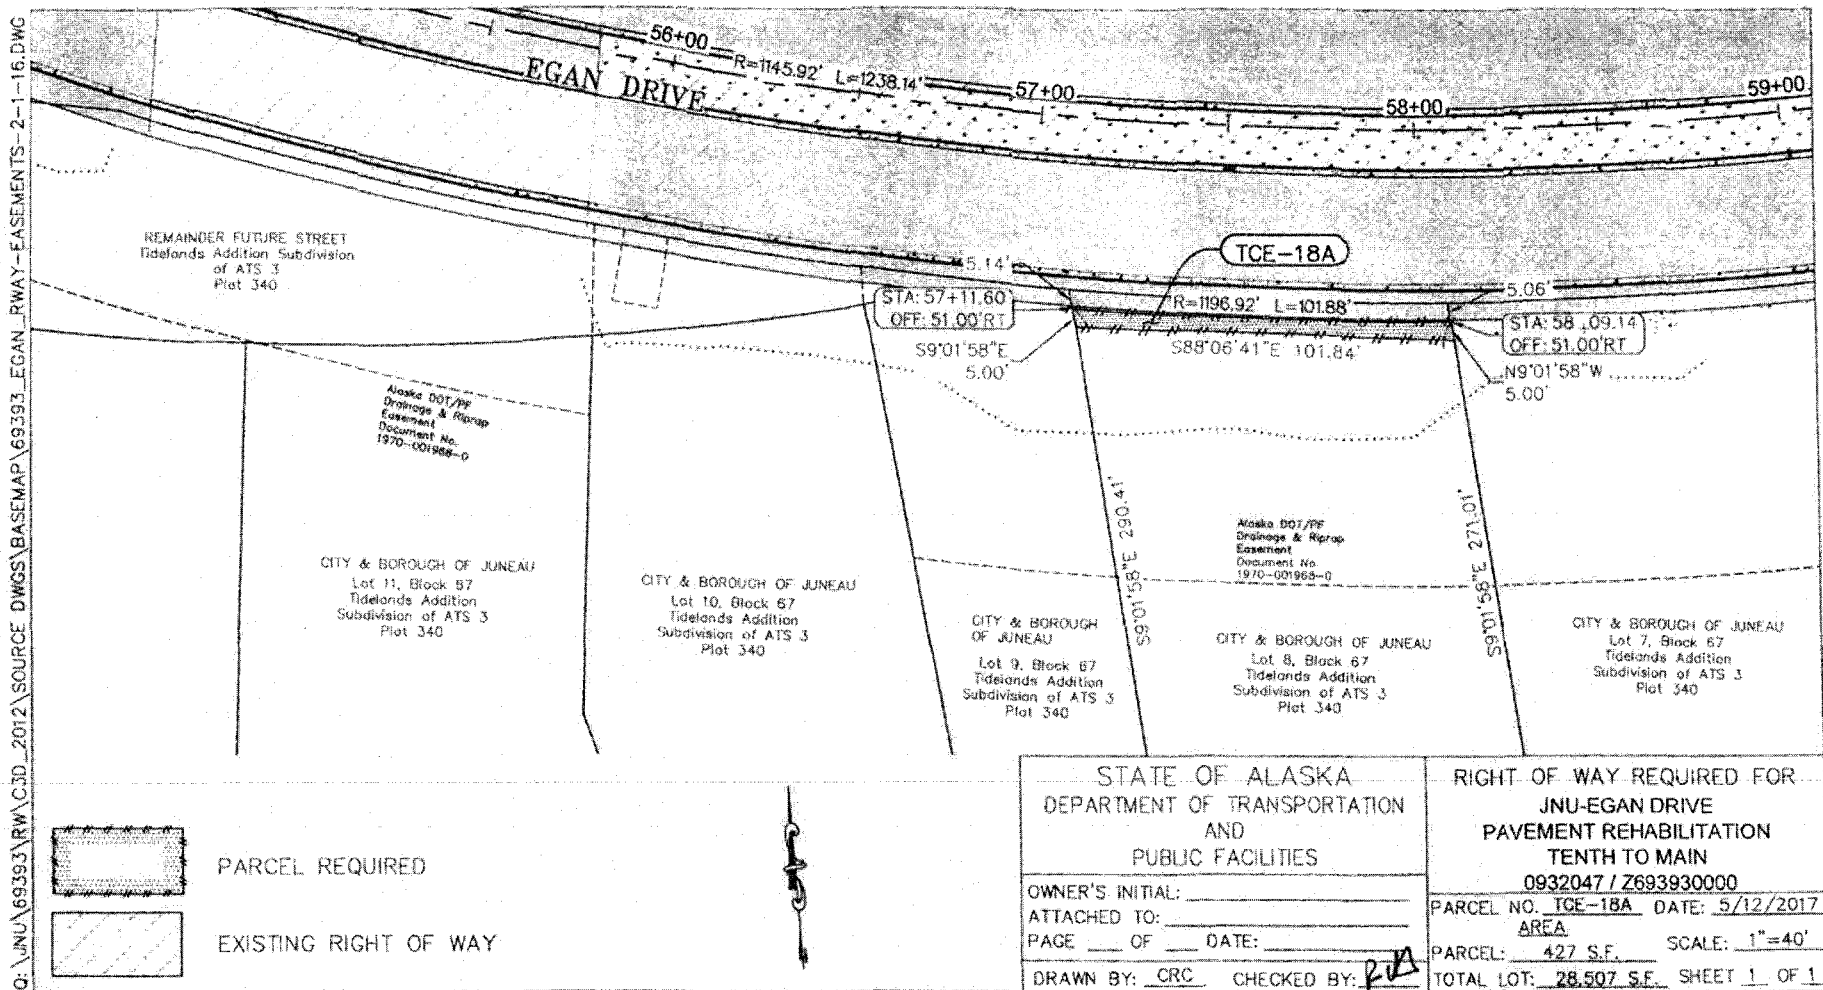 Q:\JNU\69393\RW\C3D_2012\SOURCE DWGS\BASEMAP\69393_EGAN_RWAY-EASEMENTS-2-1-16.DWG
56+00
R=1145.92' L=1238.14'
57+00
58+00
59+00
EGAN DRIVE
REMAINDER FUTURE STREET
Tidelands Addition Subdivision
of ATS 3
Plat 340
TCE-18A
5.14'
STA: 57+11.60
OFF: 51.00'RT
R=1196.92' L=101.88'
5.06'
STA: 58 09.14
OFF: 51.00'RT
S9°01'58"E
5.00'
S88°06'41"E 101.84'
N9°01'58"W
5.00'
Alaska DOT/PF
Drainage & Riprap
Easement
Document No.
1970-001968-0
S9°01'58"E 290.41'
Alaska DOT/PF
Drainage & Riprap
Easement
Document No.
1970-001968-0
S9°01'58"E 271.01'
CITY & BOROUGH OF JUNEAU
Lot 11, Block 67
Tidelands Addition
Subdivision of ATS 3
Plat 340
CITY & BOROUGH OF JUNEAU
Lot 10, Block 67
Tidelands Addition
Subdivision of ATS 3
Plat 340
CITY & BOROUGH
OF JUNEAU
Lot 9, Block 67
Tidelands Addition
Subdivision of ATS 3
Plat 340
CITY & BOROUGH OF JUNEAU
Lot 8, Block 67
Tidelands Addition
Subdivision of ATS 3
Plat 340
CITY & BOROUGH OF JUNEAU
Lot 7, Block 67
Tidelands Addition
Subdivision of ATS 3
Plat 340
PARCEL REQUIRED
EXISTING RIGHT OF WAY
STATE OF ALASKA
DEPARTMENT OF TRANSPORTATION
AND
PUBLIC FACILITIES
OWNER'S INITIAL:
ATTACHED TO:
PAGE ___ OF ___ DATE:
DRAWN BY: CRC CHECKED BY:
RIGHT OF WAY REQUIRED FOR
JNU-EGAN DRIVE
PAVEMENT REHABILITATION
TENTH TO MAIN
0932047 / Z693930000
PARCEL NO. TCE-18A DATE: 5/12/2017
AREA
PARCEL: 427 S.F. SCALE: 1"=40'
TOTAL LOT: 28,507 S.F. SHEET 1 OF 1